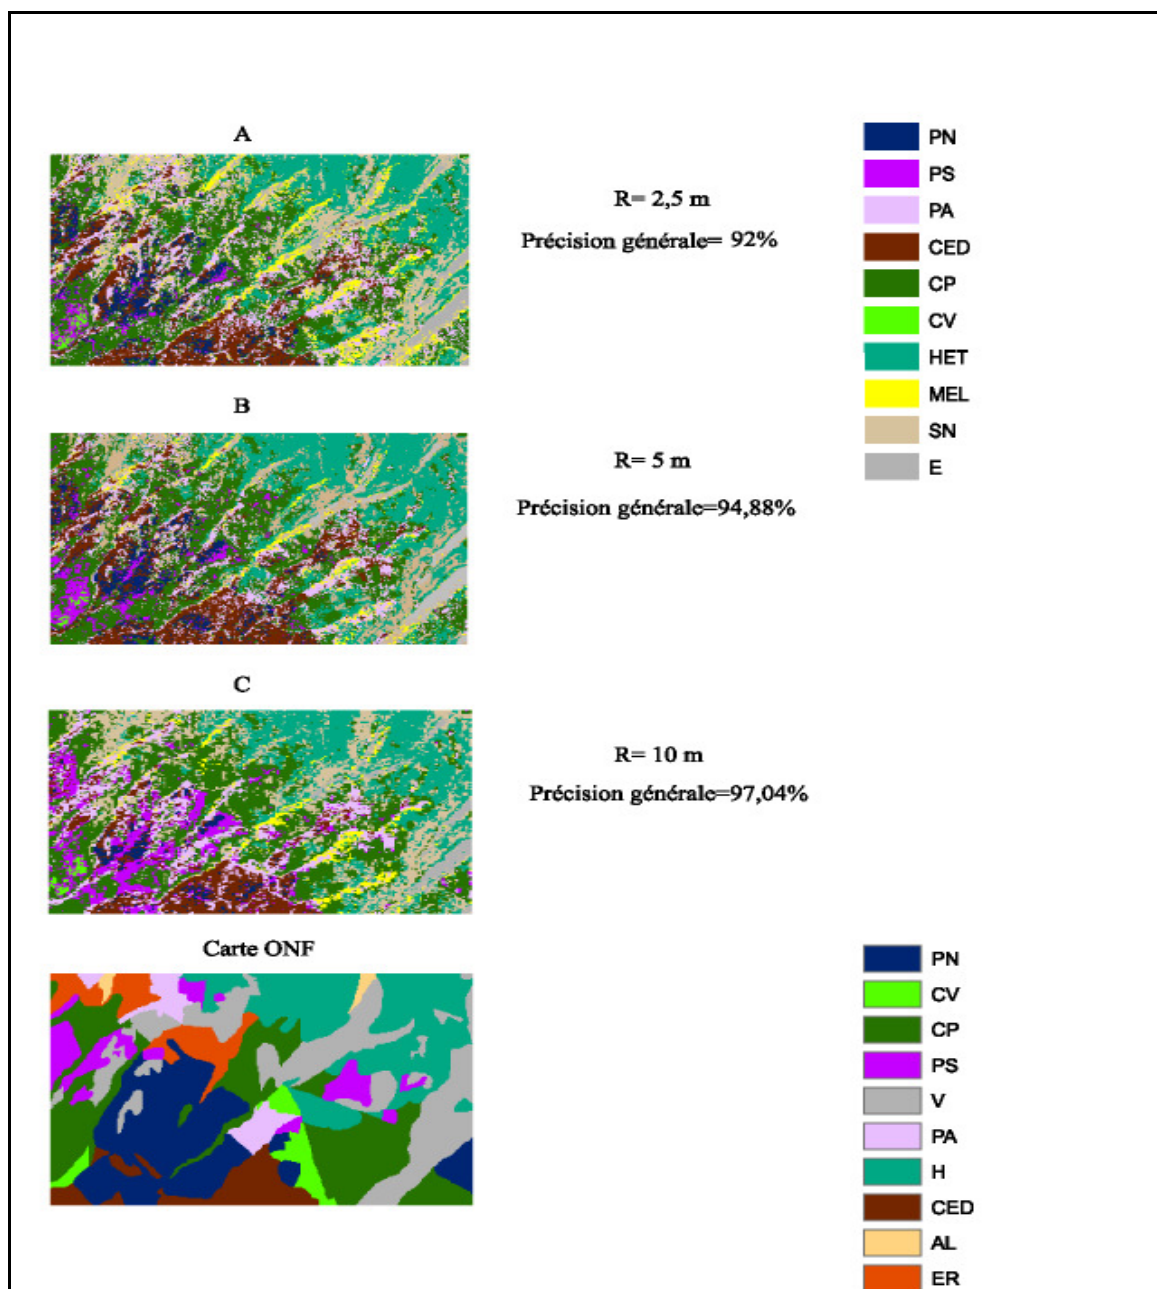 A
R= 2,5 m
Précision générale= 92%
PN
PS
PA
CED
CP
CV
HET
MEL
SN
E
B
R= 5 m
Précision générale=94,88%
C
R= 10 m
Précision générale=97,04%
Carte ONF
PN
CV
CP
PS
V
PA
H
CED
AL
ER